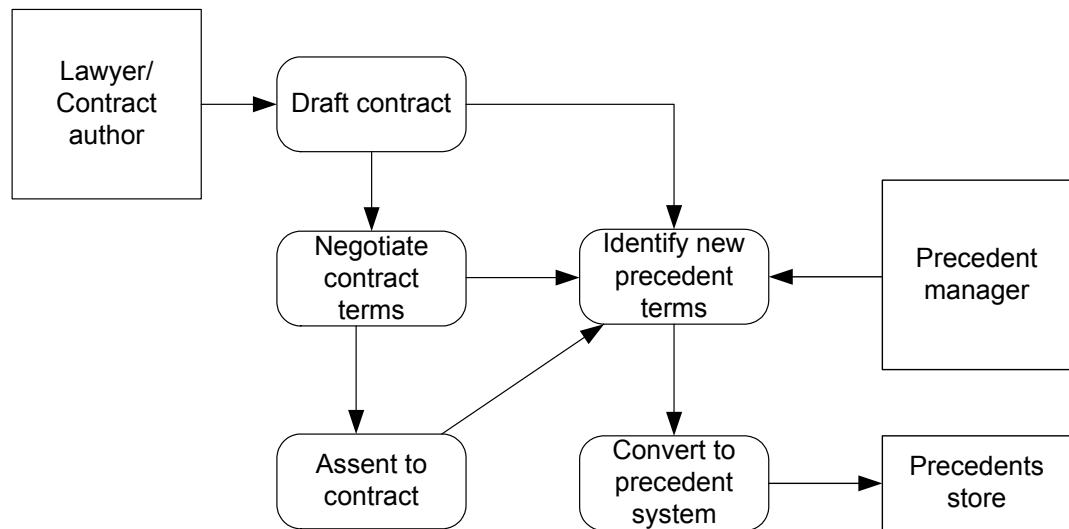 Lawyer/
Contract
author
Draft contract
Negotiate
contract
terms
Identify new
precedent
terms
Precedent
manager
Assent to
contract
Convert to
precedent
system
Precedents
store